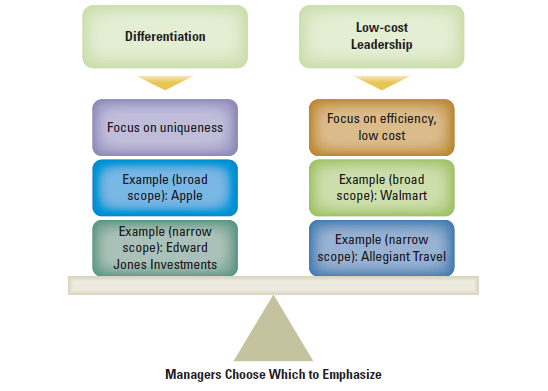 Differentiation
Low-cost
Leadership
Focus on uniqueness
Focus on efficiency,
low cost
Example (broad
scope): Apple
Example (broad
scope): Walmart
Example (narrow
scope): Edward
Jones Investments
Example (narrow
scope): Allegiant Travel
Managers Choose Which to Emphasize